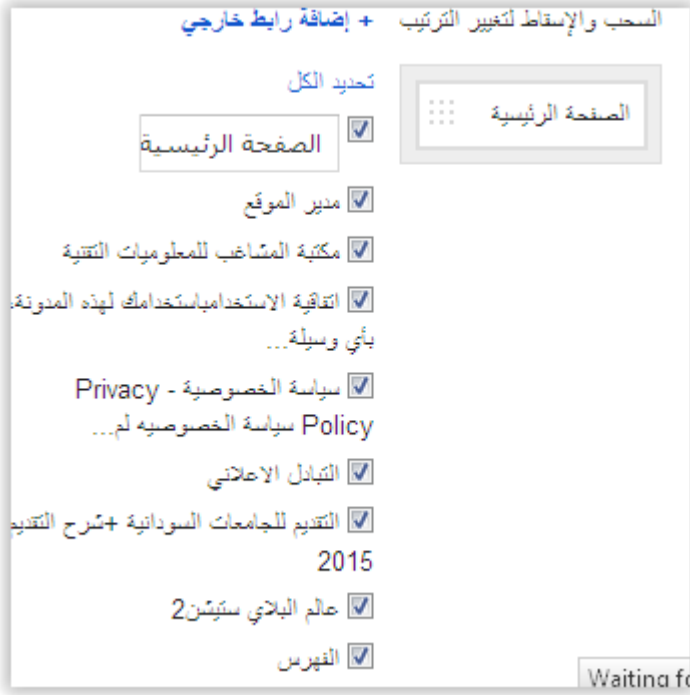 السحب والإسقاط لتغيير الترتيب
الصفحة الرئيسية
+ إضافة رابط خارجي
تحديد الكل
الصفحة الرئيسية
مدير الموقع
مكتبة المشاغب للمعلوميات التقنية
اتفاقية الاستخدامباستخدامك لهذه المدونة،
بأي وسيلة...
سياسة الخصوصية - Privacy
Policy سياسة الخصوصيه لم...
التبادل الاعلاني
التقديم للجامعات السودانية +شرح التقديم
2015
عالم البلاي ستيشن2
الفهرس
Waiting fo